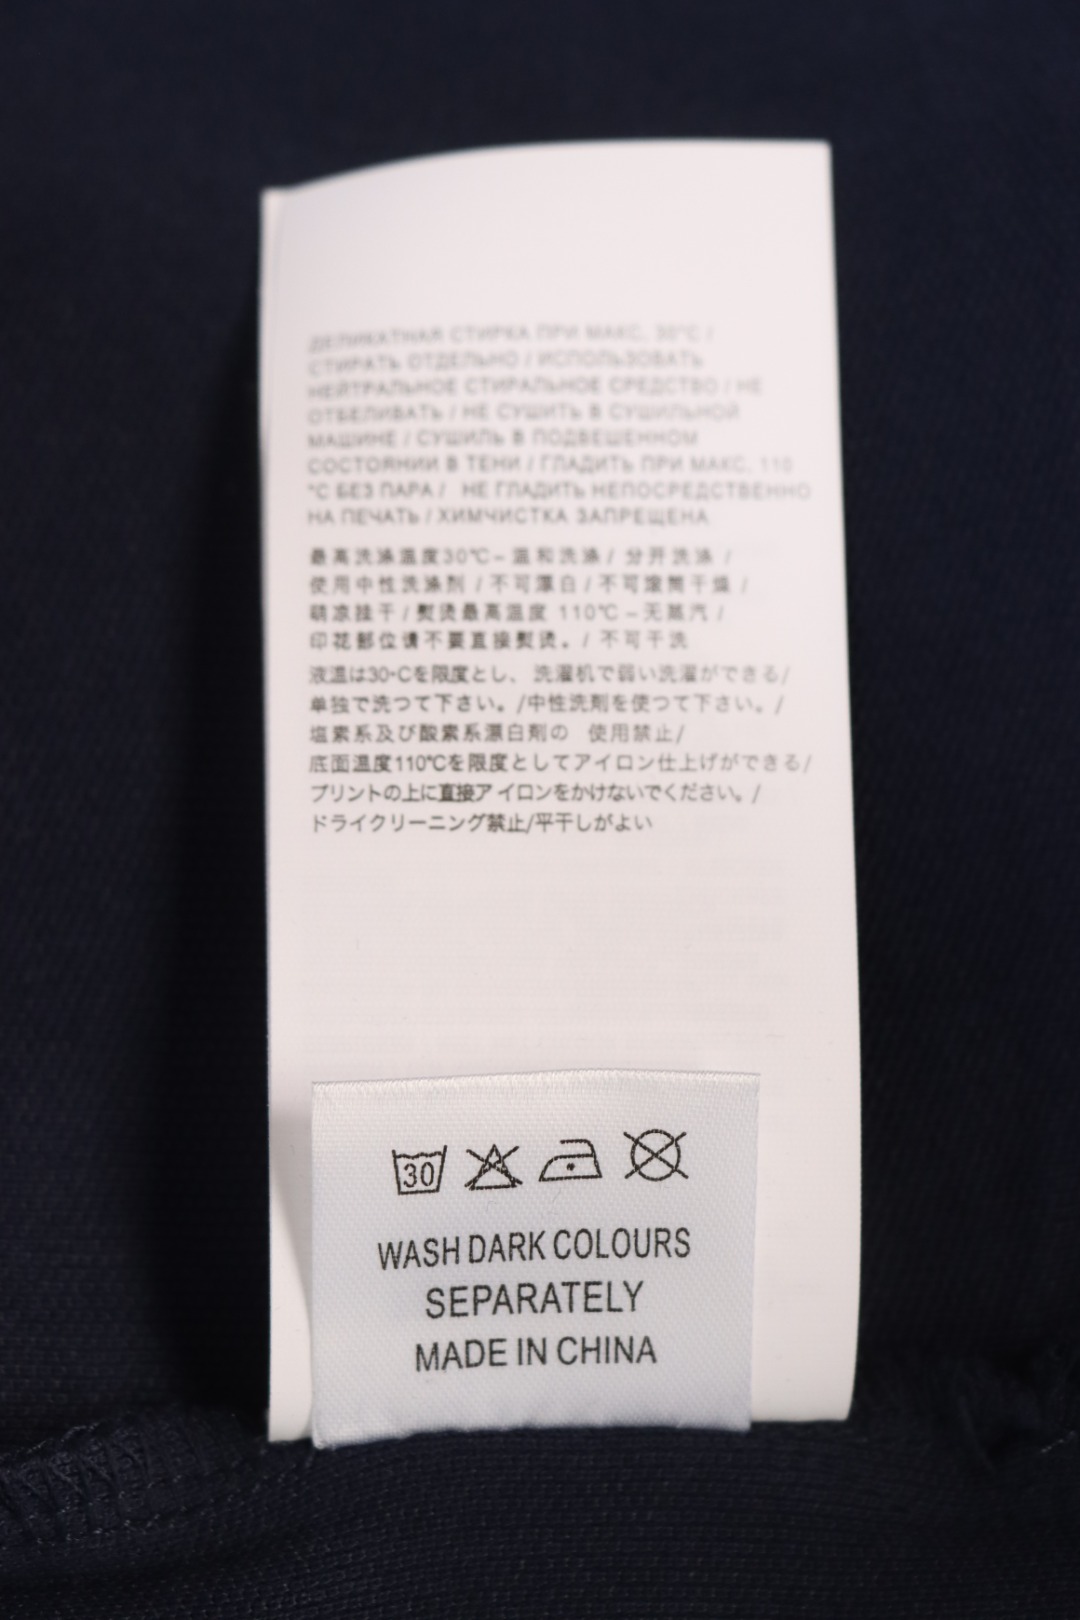 ДЕЛИКАТНАЯ СТИРКА ПРИ МАКС. 30°C /
СТИРАТЬ ОТДЕЛЬНО / ИСПОЛЬЗОВАТЬ
НЕЙТРАЛЬНОЕ СТИРАЛЬНОЕ СРЕДСТВО / НЕ
ОТБЕЛИВАТЬ / НЕ СУШИТЬ В СУШИЛЬНОЙ
МАШИНЕ / СУШИЛЬ В ПОДВЕШЕННОМ
СОСТОЯНИИ В ТЕНИ / ГЛАДИТЬ ПРИ МАКС. 110
°C БЕЗ ПАРА / НЕ ГЛАДИТЬ НЕПОСРЕДСТВЕННО
НА ПЕЧАТЬ / ХИМЧИСТКА ЗАПРЕЩЕНА
最高洗涤温度30℃-温和洗涤 / 分开洗涤 /
使用中性洗涤剂 / 不可漂白 / 不可滚筒干燥 /
荫凉挂干 / 熨烫最高温度 110℃-无蒸汽 /
印花部位请不要直接熨烫。/ 不可干洗
液温は30•Cを限度とし、洗濯机で弱い洗濯ができる/
单独で洗つて下さい。/中性洗剤を使つて下さい。/
塩素系及び酸素系漂白剤の 使用禁止/
底面温度110℃を限度としてアイロン仕上げができる/
プリントの上に直接ア イロンをかけないでください。/
ドライクリーニング禁止/平干しがよい
30
WASH DARK COLOURS
SEPARATELY
MADE IN CHINA